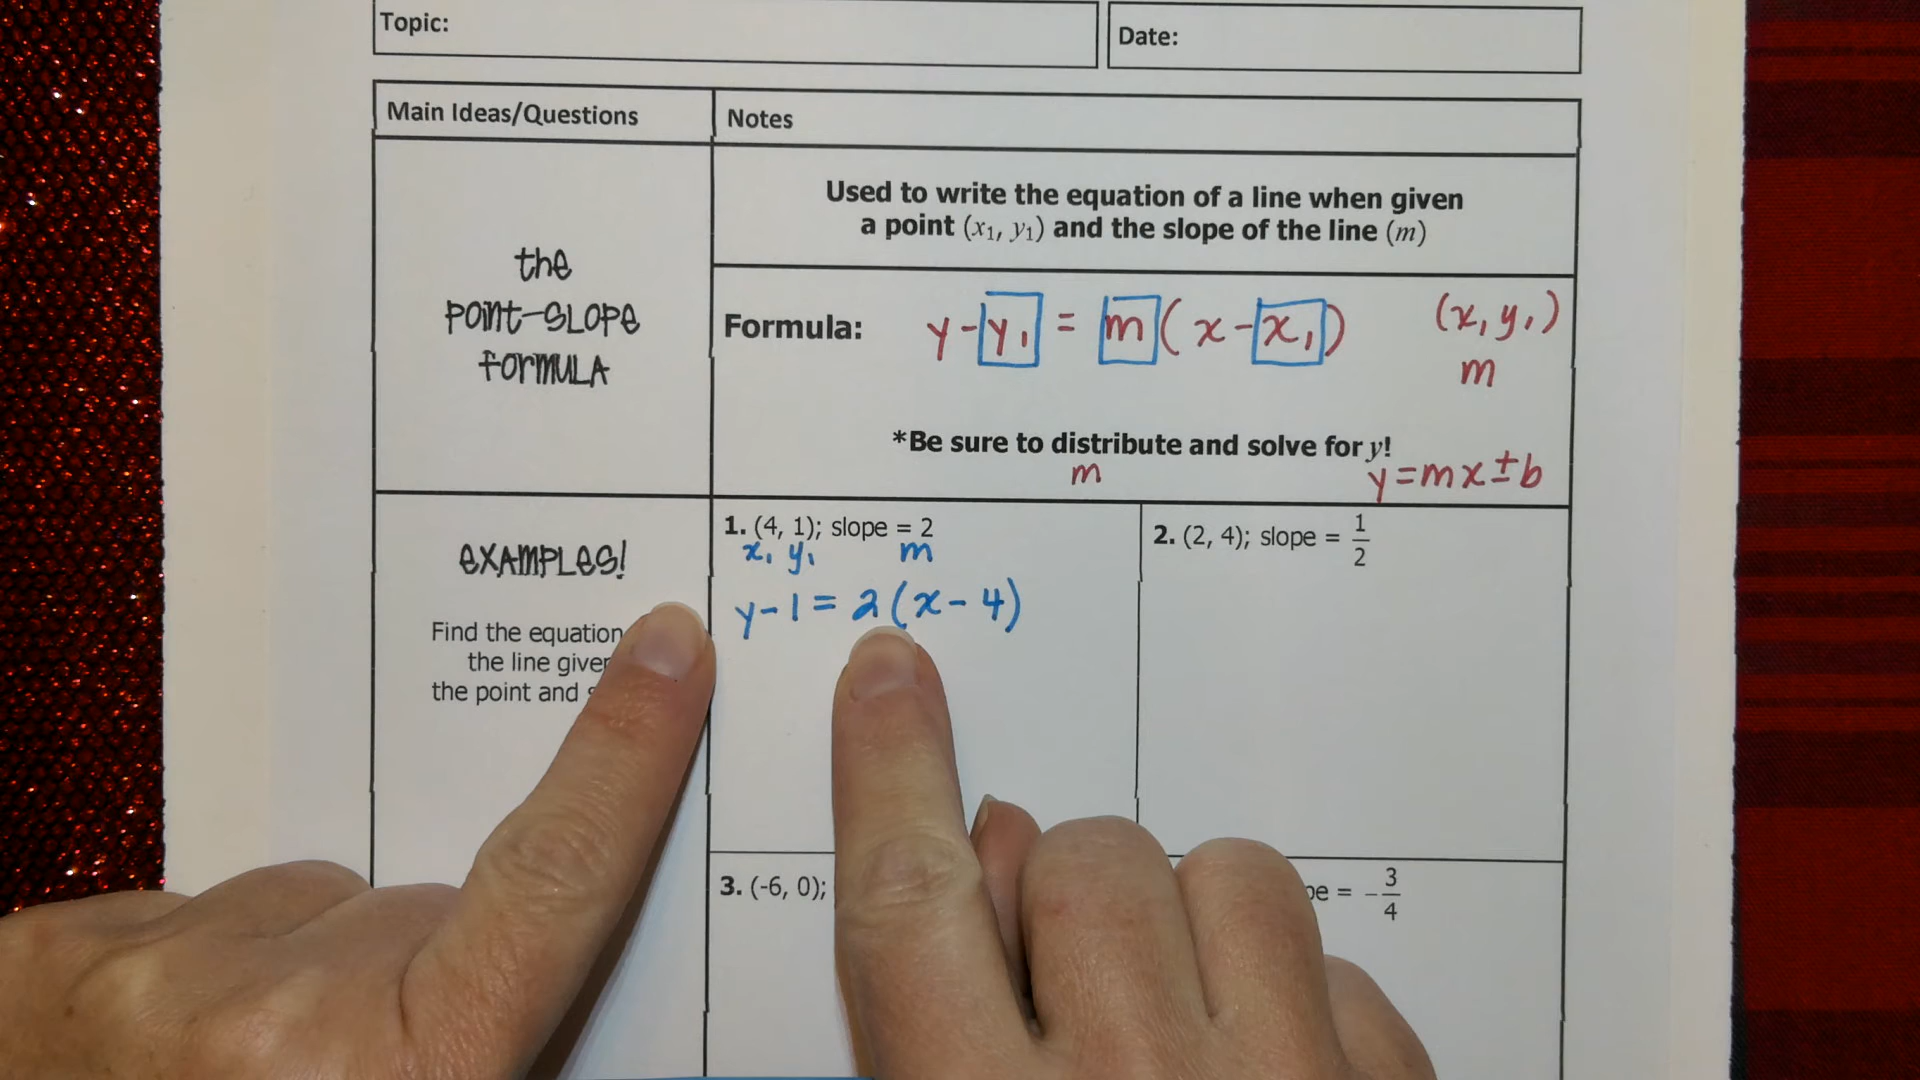 Topic:
Date:
Main Ideas/Questions
Notes
the
POINT-SLOPE
FORMULA
Used to write the equation of a line when given
a point (x₁, y₁) and the slope of the line (m)
Formula: y-y₁ = m(x-x₁)
(x₁ y₁)
m
*Be sure to distribute and solve for y!
m
y=mx±b
EXAMPLES!
Find the equation
the line given
the point and
1. (4, 1); slope = 2
x₁ y₁ m
y-1=2(x-4)
2. (2, 4); slope = 1/2
3. (-6, 0);
= -3/4